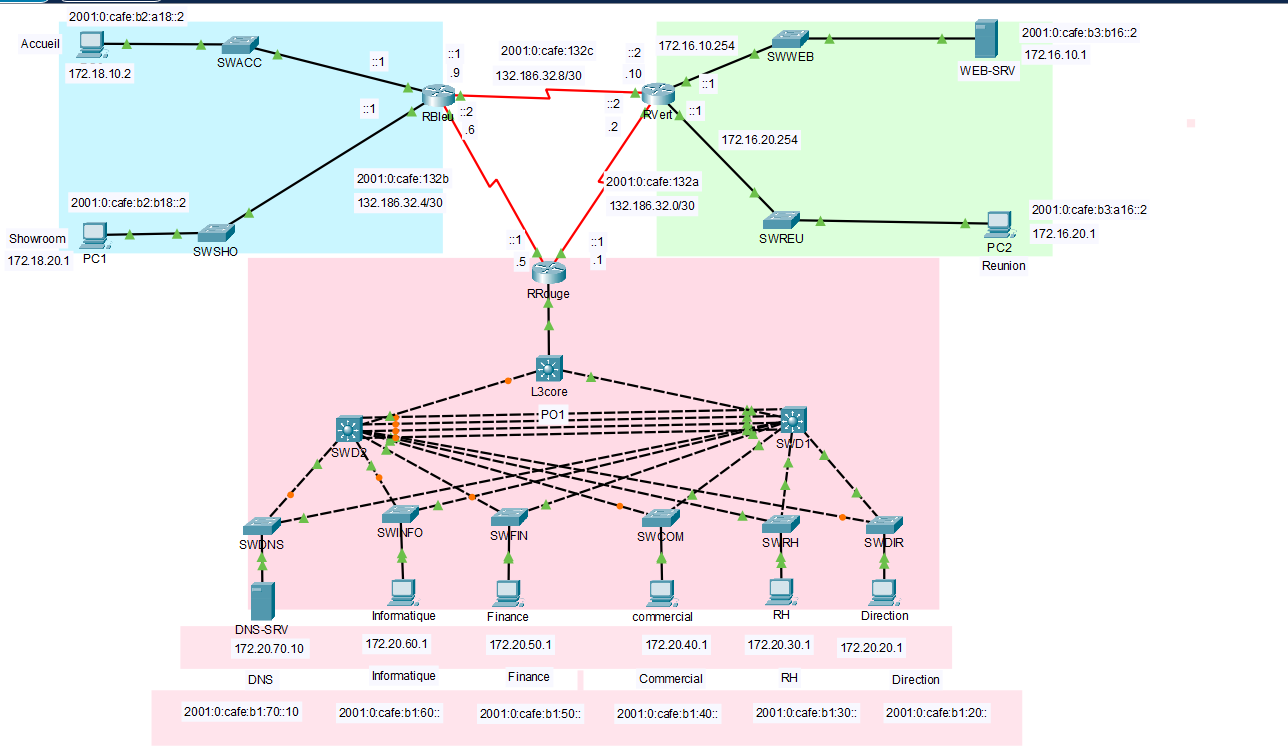 2001:0:cafe:b2:a18::2
Accueil
SWACC
172.18.10.2
::1
::1
.9
2001:0:cafe:132c
132.186.32.8/30
::2
.10
172.16.10.254
SWWEB
2001:0:cafe:b3:b16::2
172.16.10.1
WEB-SRV
::1
RBleu
::2
.6
::1
::2
.2
RVert
::1
172.16.20.254
2001:0:cafe:132b
132.186.32.4/30
2001:0:cafe:132a
132.186.32.0/30
2001:0:cafe:b2:b18::2
Showroom
172.18.20.1
PC1
SWSHO
2001:0:cafe:b3:a16::2
172.16.20.1
SWREU
PC2
Reunion
::1
.5
::1
.1
RRouge
L3core
PO1
SWD2
SWD1
SWDNS
SWINFO
SWFIN
SWCOM
SWRH
SWDIR
DNS-SRV
Informatique
Finance
commercial
RH
Direction
172.20.70.10
172.20.60.1
172.20.50.1
172.20.40.1
172.20.30.1
172.20.20.1
DNS
Informatique
Finance
Commercial
RH
Direction
2001:0:cafe:b1:70::10
2001:0:cafe:b1:60::
2001:0:cafe:b1:50::
2001:0:cafe:b1:40::
2001:0:cafe:b1:30::
2001:0:cafe:b1:20::